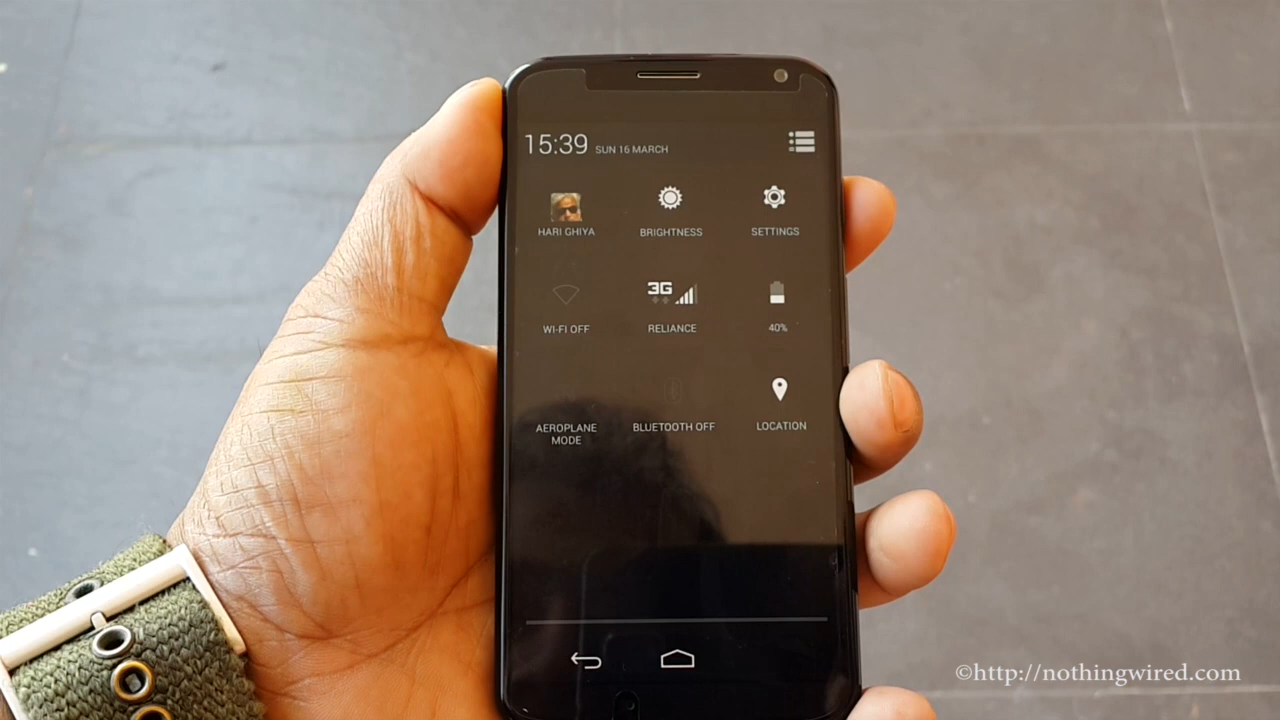 15:39 SUN 16 MARCH
HARI GHIYA
BRIGHTNESS
SETTINGS
WI-FI OFF
3G
RELIANCE
40%
AEROPLANE
MODE
BLUETOOTH OFF
LOCATION
©http://nothingwired.com